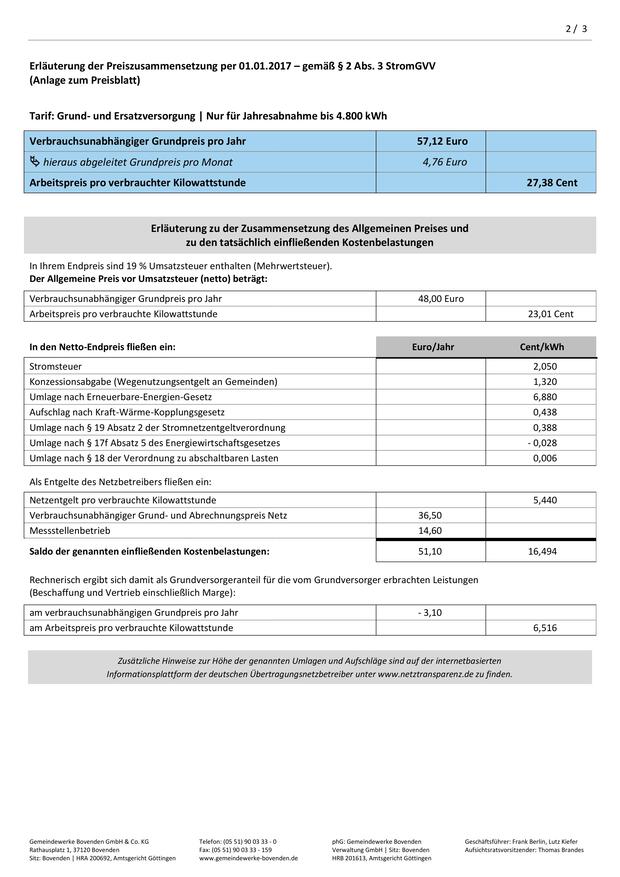 2 / 3
Erläuterung der Preiszusammensetzung per 01.01.2017 – gemäß § 2 Abs. 3 StromGVV
(Anlage zum Preisblatt)
Tarif: Grund- und Ersatzversorgung | Nur für Jahresabnahme bis 4.800 kWh
Verbrauchsunabhängiger Grundpreis pro Jahr 57,12 Euro
hieraus abgeleitet Grundpreis pro Monat 4,76 Euro
Arbeitspreis pro verbrauchter Kilowattstunde 27,38 Cent
Erläuterung zu der Zusammensetzung des Allgemeinen Preises und
zu den tatsächlich einfließenden Kostenbelastungen
In Ihrem Endpreis sind 19 % Umsatzsteuer enthalten (Mehrwertsteuer).
Der Allgemeine Preis vor Umsatzsteuer (netto) beträgt:
Verbrauchsunabhängiger Grundpreis pro Jahr 48,00 Euro
Arbeitspreis pro verbrauchte Kilowattstunde 23,01 Cent
In den Netto-Endpreis fließen ein: Euro/Jahr Cent/kWh
Stromsteuer 2,050
Konzessionsabgabe (Wegenutzungsentgelt an Gemeinden) 1,320
Umlage nach Erneuerbare-Energien-Gesetz 6,880
Aufschlag nach Kraft-Wärme-Kopplungsgesetz 0,438
Umlage nach § 19 Absatz 2 der Stromnetzentgeltverordnung 0,388
Umlage nach § 17f Absatz 5 des Energiewirtschaftsgesetzes - 0,028
Umlage nach § 18 der Verordnung zu abschaltbaren Lasten 0,006
Als Entgelte des Netzbetreibers fließen ein:
Netzentgelt pro verbrauchte Kilowattstunde 5,440
Verbrauchsunabhängiger Grund- und Abrechnungspreis Netz 36,50
Messstellenbetrieb 14,60
Saldo der genannten einfließenden Kostenbelastungen: 51,10 16,494
Rechnerisch ergibt sich damit als Grundversorgeranteil für die vom Grundversorger erbrachten Leistungen
(Beschaffung und Vertrieb einschließlich Marge):
am verbrauchsunabhängigen Grundpreis pro Jahr - 3,10
am Arbeitspreis pro verbrauchte Kilowattstunde 6,516
Zusätzliche Hinweise zur Höhe der genannten Umlagen und Aufschläge sind auf der internetbasierten
Informationsplattform der deutschen Übertragungsnetzbetreiber unter www.netztransparenz.de zu finden.
Gemeindewerke Bovenden GmbH & Co. KG
Rathausplatz 1, 37120 Bovenden
Sitz: Bovenden | HRA 200692, Amtsgericht Göttingen
Telefon: (05 51) 90 03 33 - 0
Fax: (05 51) 90 03 33 - 159
www.gemeindewerke-bovenden.de
phG: Gemeindewerke Bovenden
Verwaltung GmbH | Sitz: Bovenden
HRB 201613, Amtsgericht Göttingen
Geschäftsführer: Frank Berlin, Lutz Kiefer
Aufsichtsratsvorsitzender: Thomas Brandes